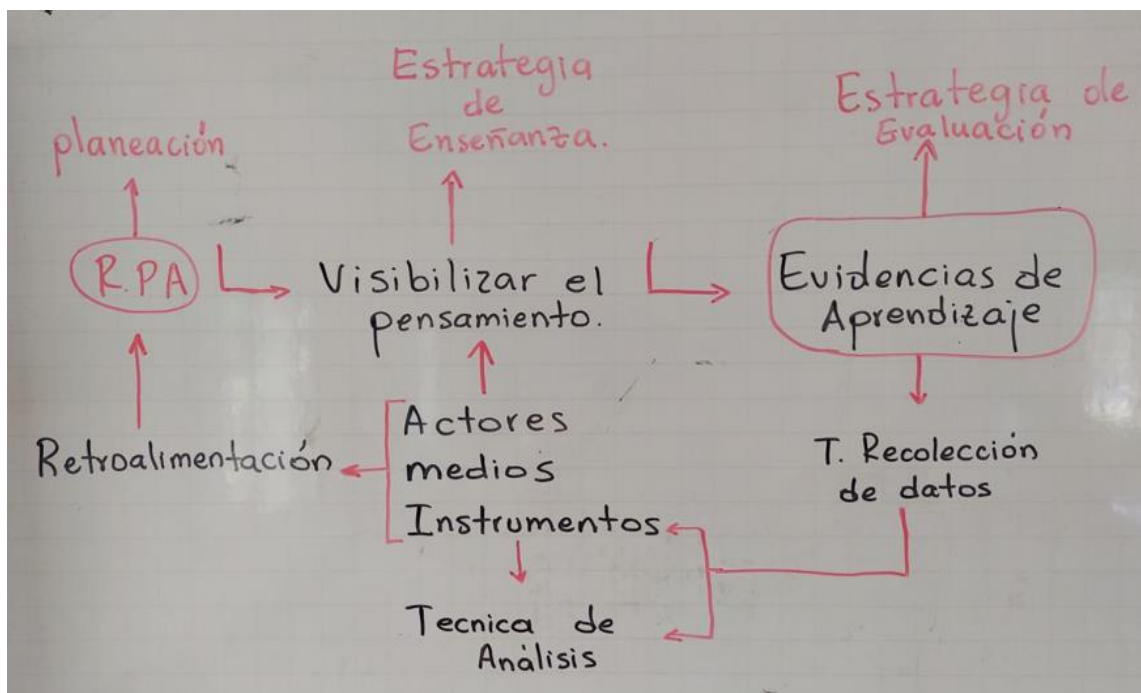 Estrategia
de
Enseñanza.
Estrategia de
Evaluación
planeación
R.PA
Visibilizar el
pensamiento.
Evidencias de
Aprendizaje
Actores
medios
Instrumentos
Retroalimentación
T. Recolección
de datos
Tecnica de
Análisis